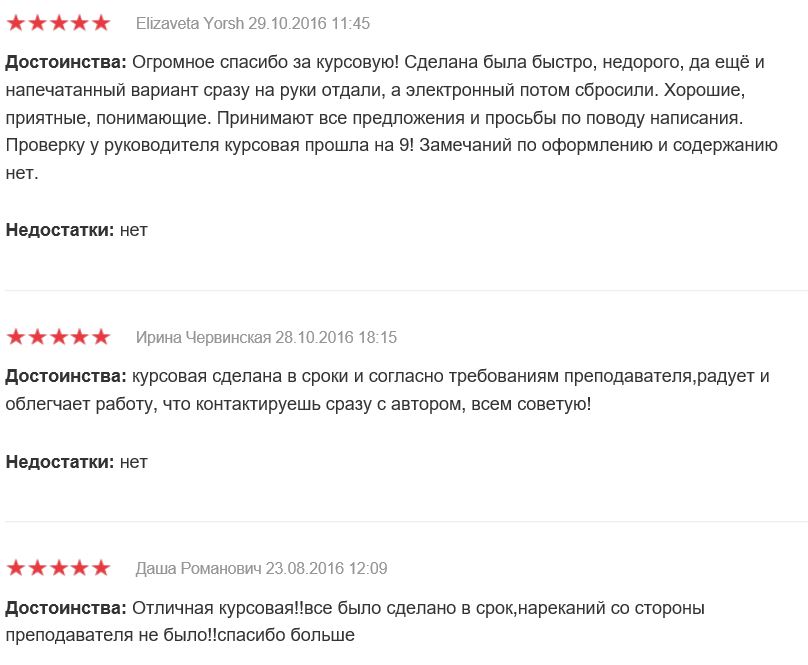 Elizaveta Yorsh 29.10.2016 11:45
Достоинства: Огромное спасибо за курсовую! Сделана была быстро, недорого, да ещё и
напечатанный вариант сразу на руки отдали, а электронный потом сбросили. Хорошие,
приятные, понимающие. Принимают все предложения и просьбы по поводу написания.
Проверку у руководителя курсовая прошла на 9! Замечаний по оформлению и содержанию
нет.
Недостатки: нет
Ирина Червинская 28.10.2016 18:15
Достоинства: курсовая сделана в сроки и согласно требованиям преподавателя,радует и
облегчает работу, что контактируешь сразу с автором, всем советую!
Недостатки: нет
Даша Романович 23.08.2016 12:09
Достоинства: Отличная курсовая!!все было сделано в срок,нареканий со стороны
преподавателя не было!!спасибо больше